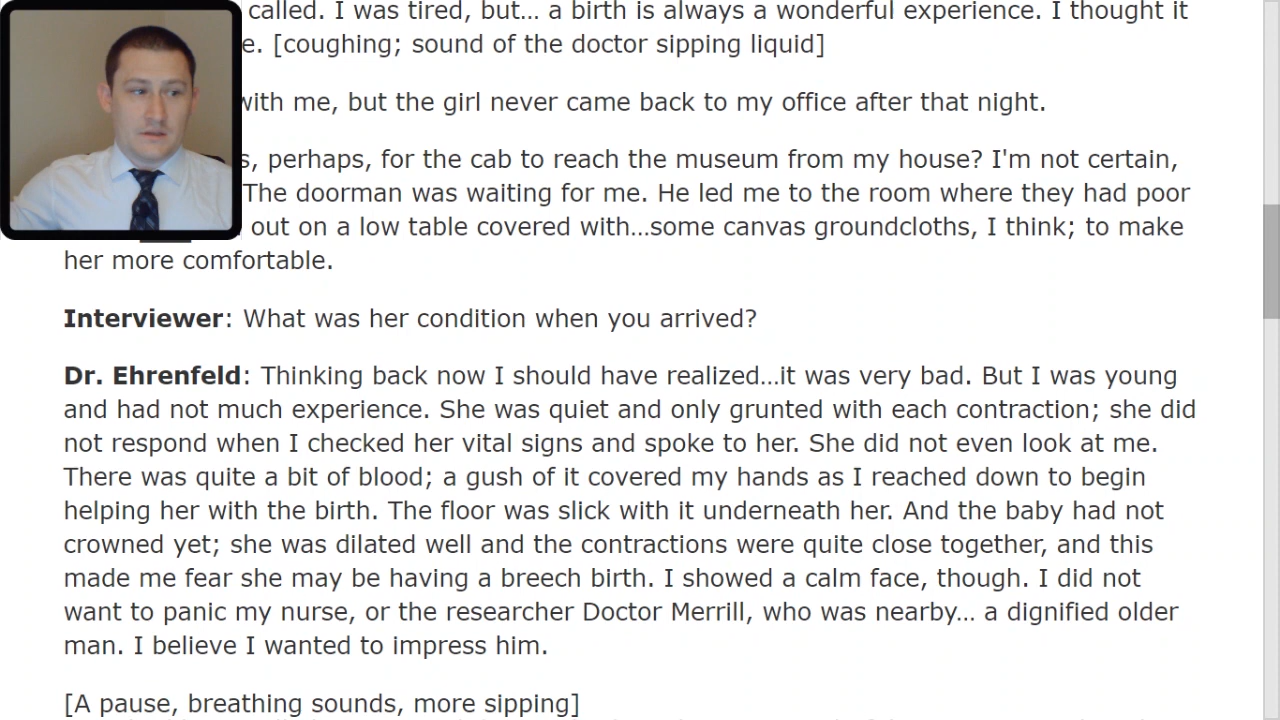 called. I was tired, but… a birth is always a wonderful experience. I thought it
e. [coughing; sound of the doctor sipping liquid]
with me, but the girl never came back to my office after that night.
s, perhaps, for the cab to reach the museum from my house? I'm not certain,
The doorman was waiting for me. He led me to the room where they had poor
out on a low table covered with…some canvas groundcloths, I think; to make
her more comfortable.
Interviewer: What was her condition when you arrived?
Dr. Ehrenfeld: Thinking back now I should have realized…it was very bad. But I was young
and had not much experience. She was quiet and only grunted with each contraction; she did
not respond when I checked her vital signs and spoke to her. She did not even look at me.
There was quite a bit of blood; a gush of it covered my hands as I reached down to begin
helping her with the birth. The floor was slick with it underneath her. And the baby had not
crowned yet; she was dilated well and the contractions were quite close together, and this
made me fear she may be having a breech birth. I showed a calm face, though. I did not
want to panic my nurse, or the researcher Doctor Merrill, who was nearby… a dignified older
man. I believe I wanted to impress him.
[A pause, breathing sounds, more sipping]